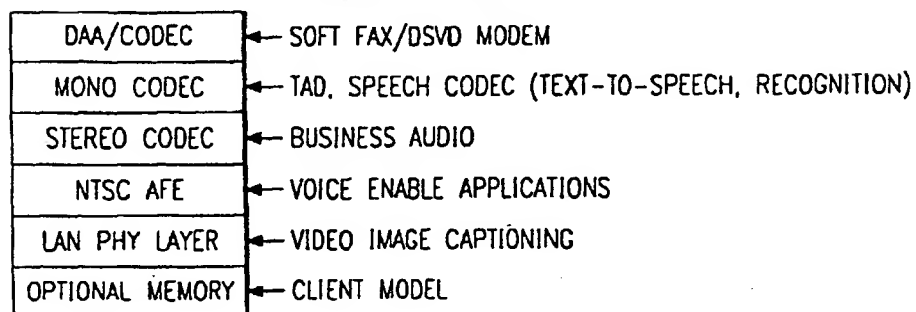 DAA/CODEC SOFT FAX/DSVD MODEM
MONO CODEC TAD, SPEECH CODEC (TEXT-TO-SPEECH, RECOGNITION)
STEREO CODEC BUSINESS AUDIO
NTSC AFE VOICE ENABLE APPLICATIONS
LAN PHY LAYER VIDEO IMAGE CAPTIONING
OPTIONAL MEMORY CLIENT MODEL